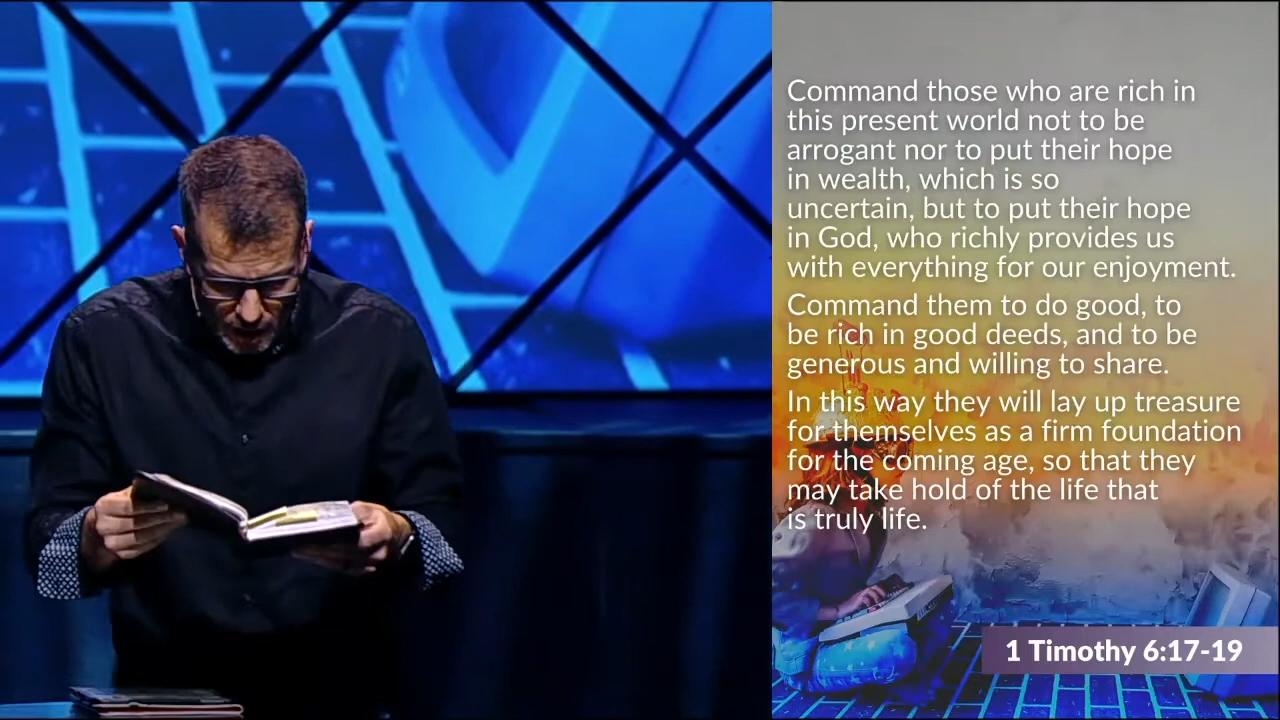 Command those who are rich in
this present world not to be
arrogant nor to put their hope
in wealth, which is so
uncertain, but to put their hope
in God, who richly provides us
with everything for our enjoyment.
Command them to do good, to
be rich in good deeds, and to be
generous and willing to share.
In this way they will lay up treasure
for themselves as a firm foundation
for the coming age, so that they
may take hold of the life that
is truly life.
1 Timothy 6:17-19